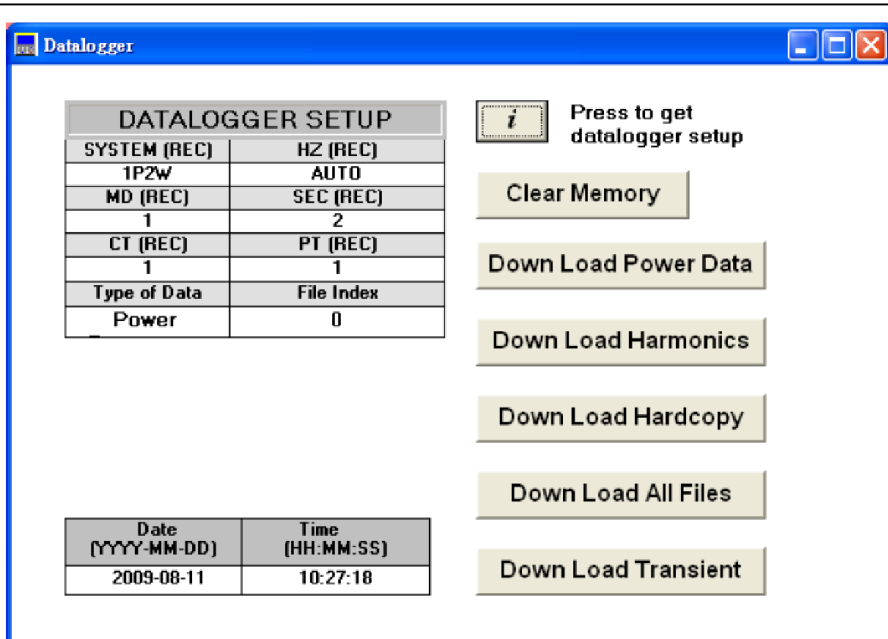 Datalogger
DATALOGGER SETUP
SYSTEM (REC) HZ (REC)
1P2W AUTO
MD (REC) SEC (REC)
1 2
CT (REC) PT (REC)
1 1
Type of Data File Index
Power 0
Date Time
(YYYY-MM-DD) (HH:MM:SS)
2009-08-11 10:27:18
i
Press to get
datalogger setup
Clear Memory
Down Load Power Data
Down Load Harmonics
Down Load Hardcopy
Down Load All Files
Down Load Transient